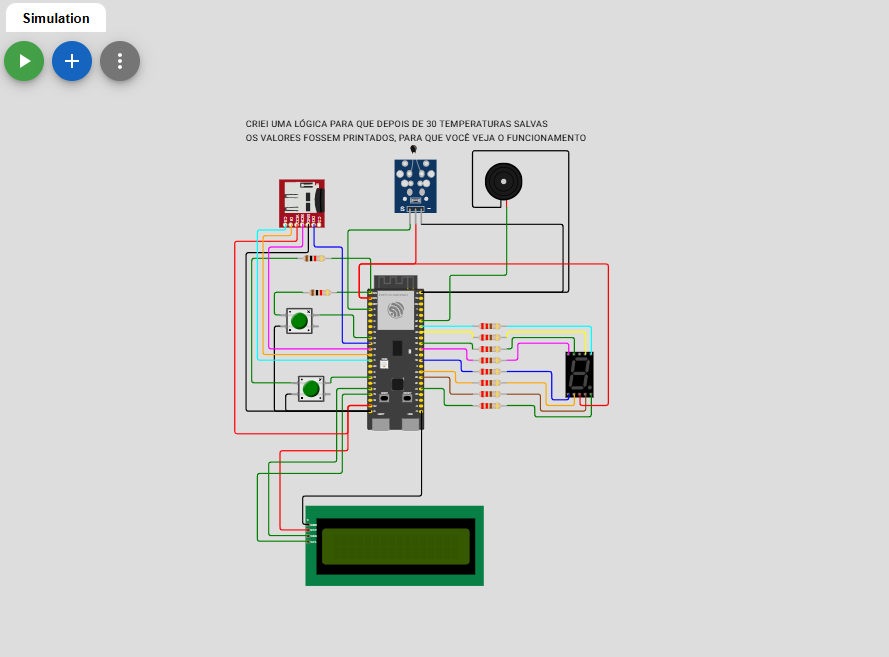 Simulation
CRIEI UMA LÓGICA PARA QUE DEPOIS DE 30 TEMPERATURAS SALVAS
OS VALORES FOSSEM PRINTADOS, PARA QUE VOCÊ VEJA O FUNCIONAMENTO
S -